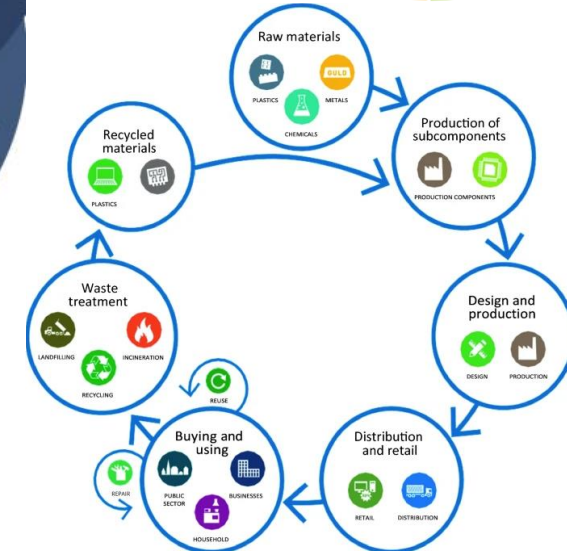 Raw materials
GULD
PLASTICS
METALS
CHEMICALS
Production of
subcomponents
PRODUCTION COMPONENTS
Design and
production
DESIGN
PRODUCTION
Distribution
and retail
RETAIL
DISTRIBUTION
Buying and
using
PUBLIC
SECTOR
BUSINESSES
HOUSEHOLD
REUSE
REPAIR
Waste
treatment
LANDFILLING
INCINERATION
RECYCLING
Recycled
materials
PLASTICS